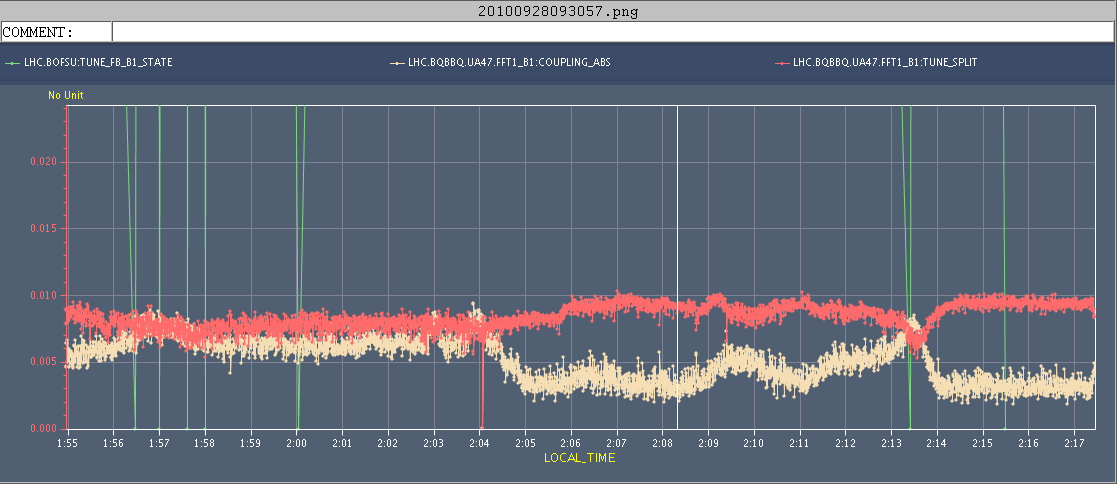 20100928093057.png
COMMENT:
LHC.BOFSU:TUNE_FB_B1_STATE LHC.BQBBQ.UA47.FFT1_B1:COUPLING_ABS LHC.BQBBQ.UA47.FFT1_B1:TUNE_SPLIT
No Unit
0.020
0.015
0.010
0.005
0.000
1:55 1:56 1:57 1:58 1:59 2:00 2:01 2:02 2:03 2:04 2:05 2:06 2:07 2:08 2:09 2:10 2:11 2:12 2:13 2:14 2:15 2:16 2:17
LOCAL_TIME